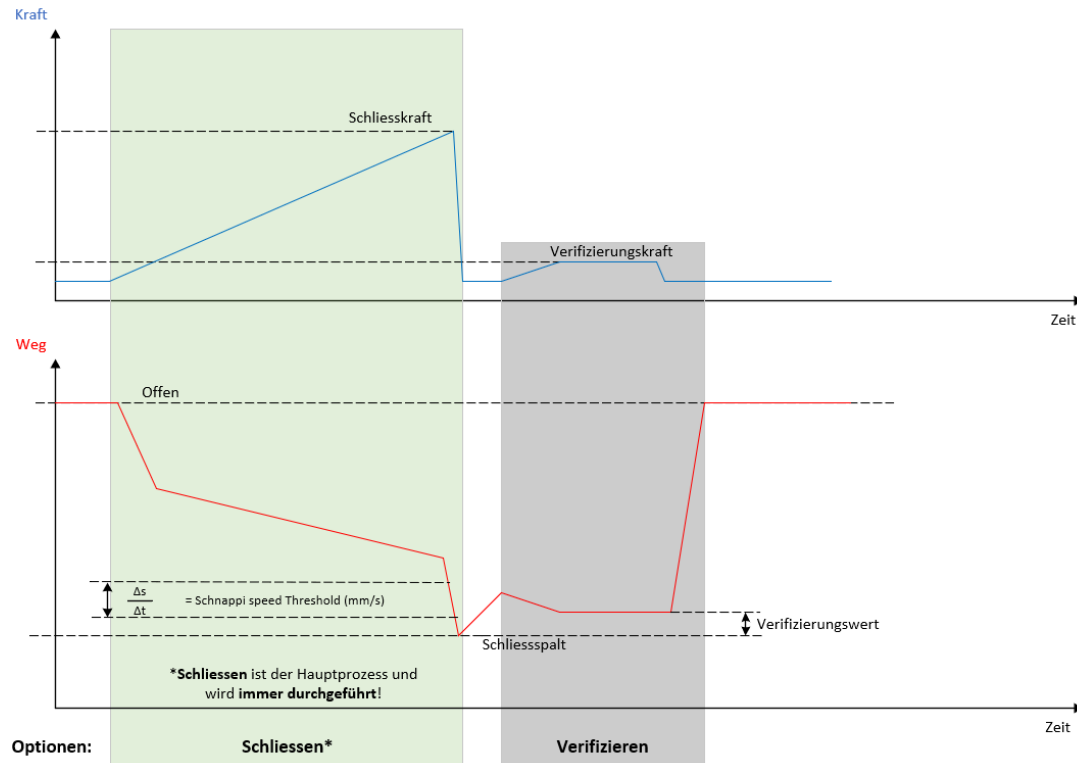 Kraft
Schliesskraft
Verifizierungskraft
Zeit
Weg
Offen
Δs
Δt
= Schnappi speed Threshold (mm/s)
Verifizierungswert
Schliessspalt
*Schliessen ist der Hauptprozess und
wird immer durchgeführt!
Zeit
Optionen: Schliessen* Verifizieren